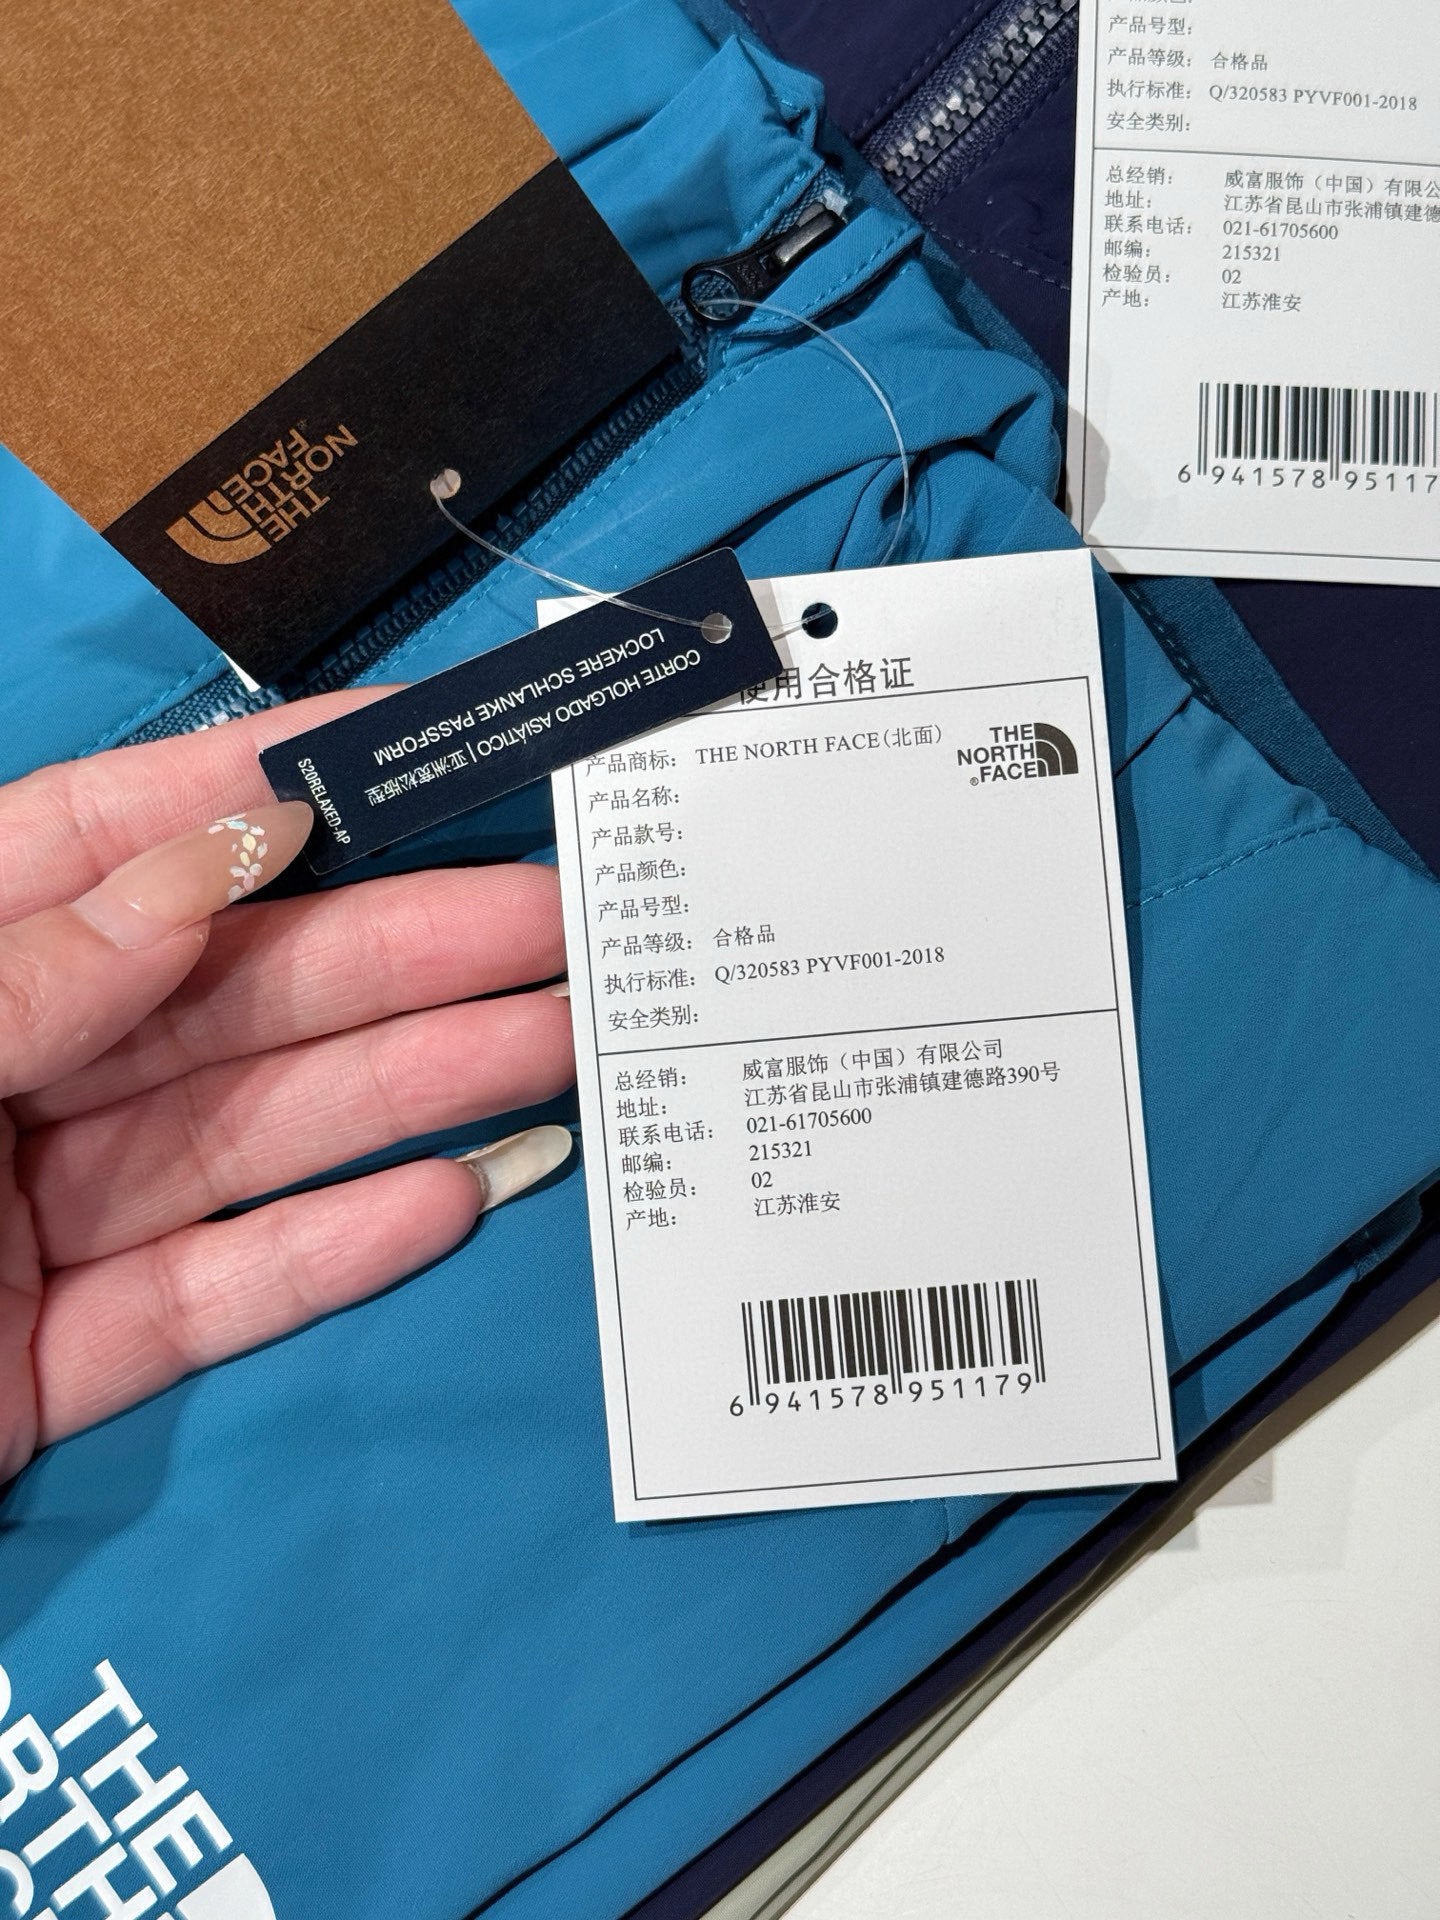 产品号型:
产品等级: 合格品
执行标准: Q/320583 PYVF001-2018
安全类别:
总经销: 威富服饰（中国）有限公
地址: 江苏省昆山市张浦镇建德
联系电话: 021-61705600
邮编: 215321
检验员: 02
产地: 江苏淮安
6 941578 95117
THE
NORTH
FACE
CORTE HOLGADO ASIÁTICO | 亚洲宽松版型
LOCKERE SCHLANKE PASSFORM
S20RELAXED-AP
使用合格证
产品商标: THE NORTH FACE(北面)
THE
NORTH
FACE
®
产品名称:
产品款号:
产品颜色:
产品号型:
产品等级: 合格品
执行标准: Q/320583 PYVF001-2018
安全类别:
总经销: 威富服饰（中国）有限公司
地址: 江苏省昆山市张浦镇建德路390号
联系电话: 021-61705600
邮编: 215321
检验员: 02
产地: 江苏淮安
6 941578 951179
THE